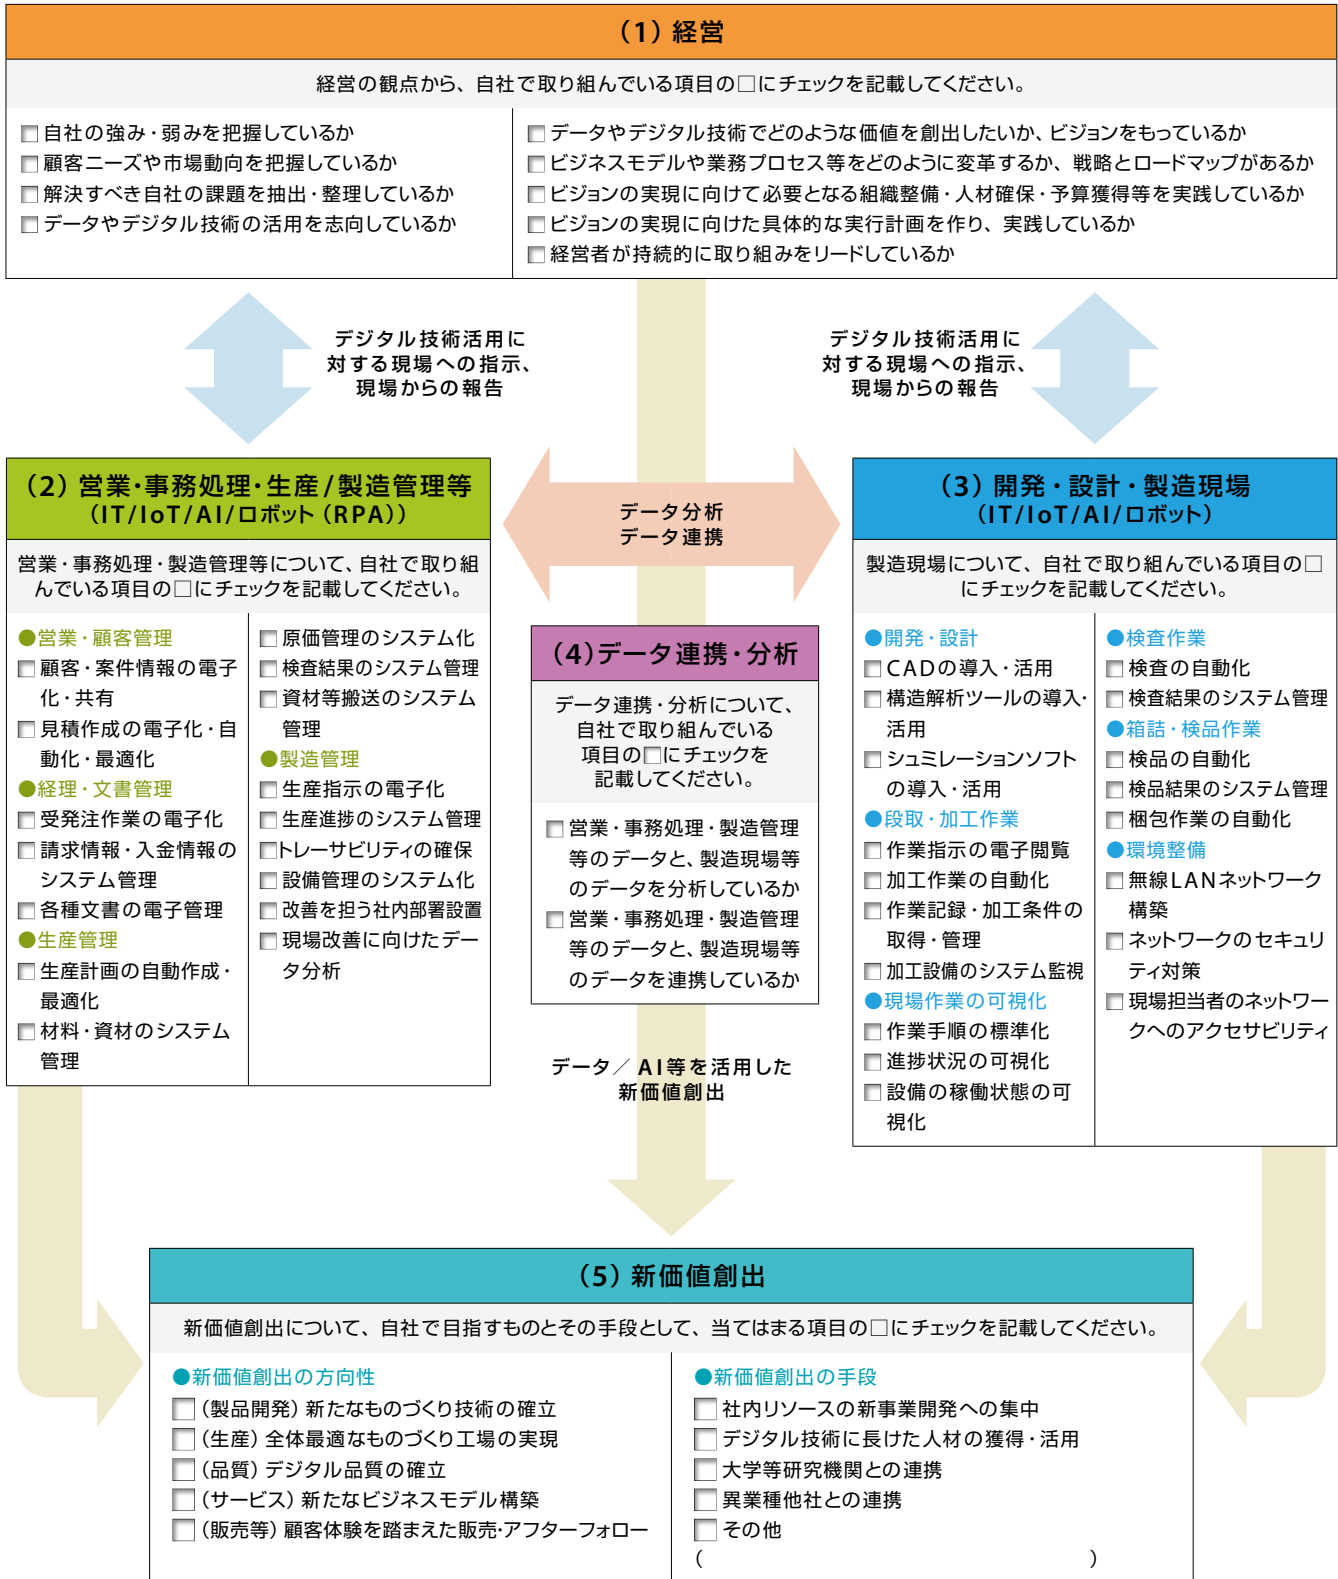 （1）経営
経営の観点から、自社で取り組んでいる項目の□にチェックを記載してください。
□自社の強み・弱みを把握しているか
□顧客ニーズや市場動向を把握しているか
□解決すべき自社の課題を抽出・整理しているか
□データやデジタル技術の活用を志向しているか
□データやデジタル技術でどのような価値を創出したいか、ビジョンをもっているか
□ビジネスモデルや業務プロセス等をどのように変革するか、戦略とロードマップがあるか
□ビジョンの実現に向けて必要となる組織整備・人材確保・予算獲得等を実践しているか
□ビジョンの実現に向けた具体的な実行計画を作り、実践しているか
□経営者が持続的に取り組みをリードしているか
デジタル技術活用に
対する現場への指示、
現場からの報告
デジタル技術活用に
対する現場への指示、
現場からの報告
（2）営業・事務処理・生産/製造管理等
（IT/IoT/AI/ロボット（RPA））
営業・事務処理・製造管理等について、自社で取り組
んでいる項目の□にチェックを記載してください。
●営業・顧客管理
□顧客・案件情報の電子
化・共有
□見積作成の電子化・自
動化・最適化
●経理・文書管理
□受発注作業の電子化
□請求情報・入金情報の
システム管理
□各種文書の電子管理
●生産管理
□生産計画の自動作成・
最適化
□材料・資材のシステム
管理
□原価管理のシステム化
□検査結果のシステム管理
□資材等搬送のシステム
管理
●製造管理
□生産指示の電子化
□生産進捗のシステム管理
□トレーサビリティの確保
□設備管理のシステム化
□改善を担う社内部署設置
□現場改善に向けたデー
タ分析
データ分析
データ連携
（4）データ連携・分析
データ連携・分析について、
自社で取り組んでいる
項目の□にチェックを
記載してください。
□営業・事務処理・製造管理
等のデータと、製造現場等
のデータを分析しているか
□営業・事務処理・製造管理
等のデータと、製造現場等
のデータを連携しているか
データ／AI等を活用した
新価値創出
（3）開発・設計・製造現場
（IT/IoT/AI/ロボット）
製造現場について、自社で取り組んでいる項目の□
にチェックを記載してください。
●開発・設計
□CADの導入・活用
□構造解析ツールの導入・
活用
□シュミレーションソフト
の導入・活用
●段取・加工作業
□作業指示の電子閲覧
□加工作業の自動化
□作業記録・加工条件の
取得・管理
□加工設備のシステム監視
●現場作業の可視化
□作業手順の標準化
□進捗状況の可視化
□設備の稼働状態の可
視化
●検査作業
□検査の自動化
□検査結果のシステム管理
●箱詰・検品作業
□検品の自動化
□検品結果のシステム管理
□梱包作業の自動化
●環境整備
□無線LANネットワーク
構築
□ネットワークのセキュリ
ティ対策
□現場担当者のネットワー
クへのアクセサビリティ
（5）新価値創出
新価値創出について、自社で目指すものとその手段として、当てはまる項目の□にチェックを記載してください。
●新価値創出の方向性
□（製品開発）新たなものづくり技術の確立
□（生産）全体最適なものづくり工場の実現
□（品質）デジタル品質の確立
□（サービス）新たなビジネスモデル構築
□（販売等）顧客体験を踏まえた販売・アフターフォロー
●新価値創出の手段
□社内リソースの新事業開発への集中
□デジタル技術に長けた人材の獲得・活用
□大学等研究機関との連携
□異業種他社との連携
□その他
（　　　　　　　　　　　　　　　　　　）